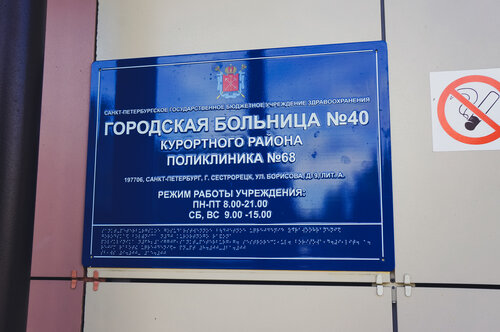 САНКТ-ПЕТЕРБУРГСКОЕ ГОСУДАРСТВЕННОЕ БЮДЖЕТНОЕ УЧРЕЖДЕНИЕ ЗДРАВООХРАНЕНИЯ
ГОРОДСКАЯ БОЛЬНИЦА №40
КУРОРТНОГО РАЙОНА
ПОЛИКЛИНИКА №68
197706, САНКТ-ПЕТЕРБУРГ, Г. СЕСТРОРЕЦК, УЛ. БОРИСОВА, Д. 9, ЛИТ. А.
РЕЖИМ РАБОТЫ УЧРЕЖДЕНИЯ:
ПН-ПТ 8.00-21.00
СБ, ВС 9.00 -15.00